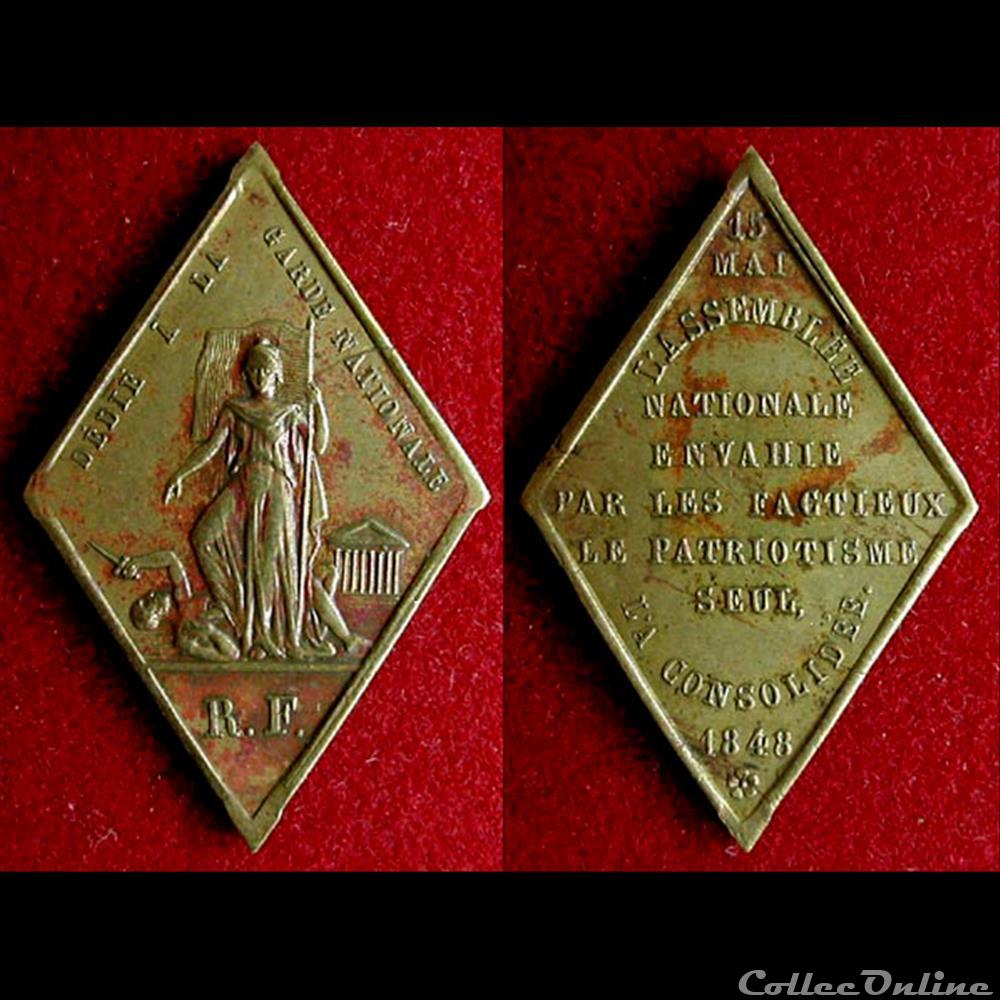 DÉDIÉ I LA GARDE NATIONALE
R.F.
15
MAI
L'ASSEMBLÉE
NATIONALE
ENVAHIE
PAR LES FACTIEUX
LE PATRIOTISME
SEUL,
L'A CONSOLIDÉE.
1848
CollecOnline